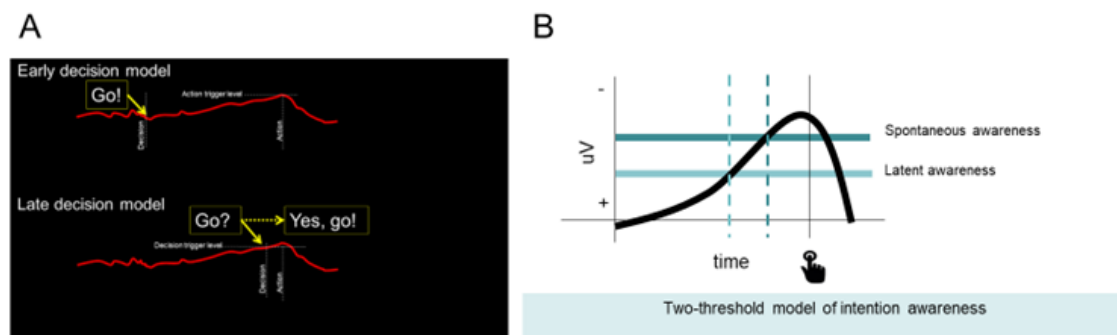 A
Early decision model
Go!
Action trigger level
Decision
Action
Late decision model
Go?
Yes, go!
Decision trigger level
Decision
Action
B
-
uV
+
Spontaneous awareness
Latent awareness
time
Two-threshold model of intention awareness